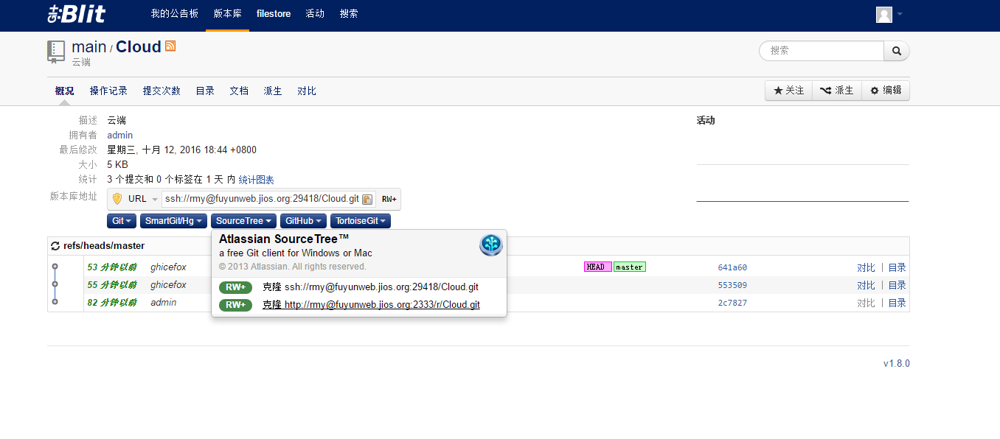 Blit
我的公告板 版本库 filestore 活动 搜索
main / Cloud
云端
搜索
概况 操作记录 提交次数 目录 文档 派生 对比
关注 派生 编辑
描述 云端
拥有者 admin
最后修改 星期三, 十月 12, 2016 18:44 +0800
大小 5 KB
统计 3 个提交和 0 个标签在 1 天 内 统计图表
版本库地址 URL ssh://rmy@fuyunweb.jios.org:29418/Cloud.git RW+
活动
Git SmartGit/Hg SourceTree GitHub TortoiseGit
Atlassian SourceTree™
a free Git client for Windows or Mac
© 2013 Atlassian. All rights reserved.
RW+ 克隆 ssh://rmy@fuyunweb.jios.org:29418/Cloud.git
RW+ 克隆 http://rmy@fuyunweb.jios.org:2333/r/Cloud.git
refs/heads/master
53 分钟以前 ghicefox HEAD master 641a60 对比 | 目录
55 分钟以前 ghicefox 553509 对比 | 目录
82 分钟以前 admin 2c7827 对比 | 目录
v1.8.0